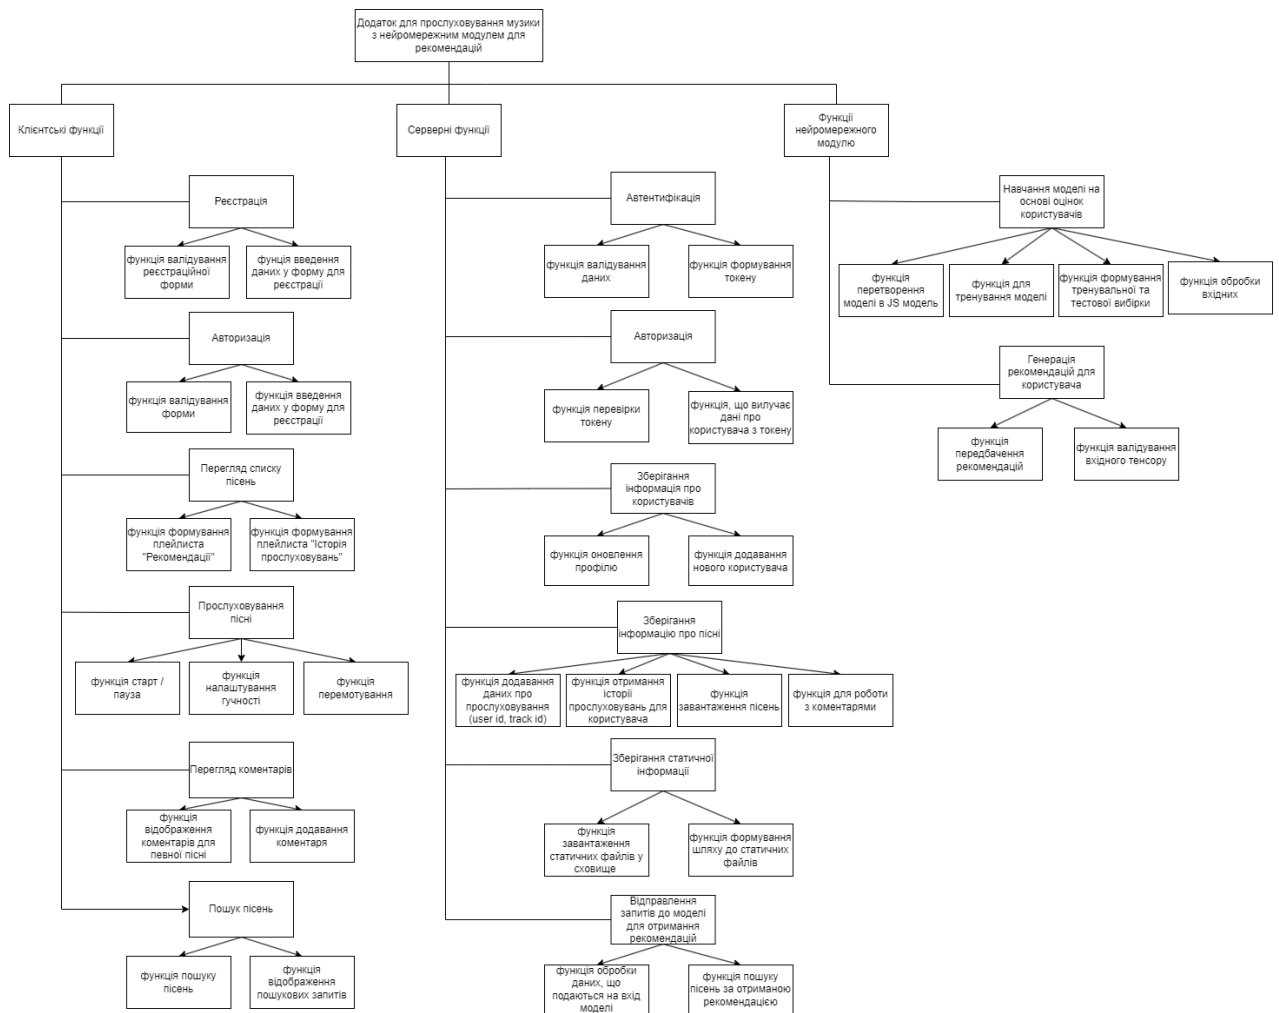 Додаток для прослуховування музики
з нейромережним модулем для
рекомендацій
Клієнтські функції
Серверні функції
Функції
нейромережного
модулю
Реєстрація
функція валідування
реєстраційної
форми
фунція введення
даних у форму для
реєстрації
Авторизація
функція валідування
форми
функція введення
даних у форму для
реєстрації
Перегляд списку
пісень
функція формування
плейлиста
"Рекомендації"
функція формування
плейлиста "Історія
прослуховувань"
Прослуховування
пісні
функція старт /
пауза
функція
налаштування
гучності
функція
перемотування
Перегляд коментарів
функція
відображення
коментарів для
певної пісні
функція додавання
коментаря
Пошук пісень
функція пошуку
пісень
функція
відображення
пошукових запитів
Автентифікація
функція валідування
даних
функція формування
токену
Авторизація
функція перевірки
токену
функція, що вилучає
дані про
користувача з токену
Зберігання
інформація про
користувачів
функція оновлення
профілю
функція додавання
нового користувача
Зберігання
інформацію про пісні
функція додавання
даних про
прослуховування
(user id, track id)
функція отримання
історії
прослуховувань для
користувача
функція
завантаження пісень
функція для роботи
з коментарями
Зберігання статичної
інформації
функція
завантаження
статичних файлів у
сховище
функція формування
шляху до статичних
файлів
Відправлення
запитів до моделі
для отримання
рекомендацій
функція обробки
даних, що
подаються на вхід
моделі
функція пошуку
пісень за отриманою
рекомендацією
Навчання моделі на
основі оцінок
користувачів
функція
перетворення
моделі в JS модель
функція для
тренування моделі
функція формування
тренувальної та
тестової вибірки
функція обробки
вхідних
Генерація
рекомендацій для
користувача
функція
передбачення
рекомендацій
функція валідування
вхідного тенсору